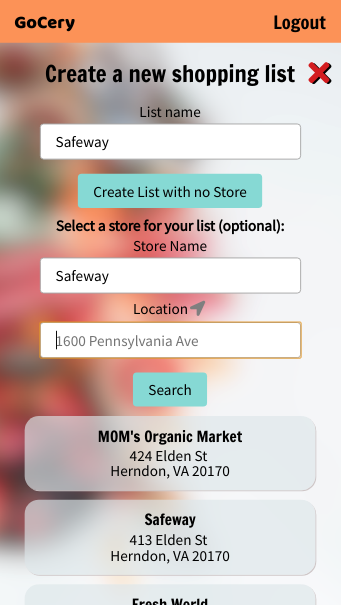 GoCery Logout
Create a new shopping list
List name
Safeway
Create List with no Store
Select a store for your list (optional):
Store Name
Safeway
Location
1600 Pennsylvania Ave
Search
MOM's Organic Market
424 Elden St
Herndon, VA 20170
Safeway
413 Elden St
Herndon, VA 20170
Fresh World